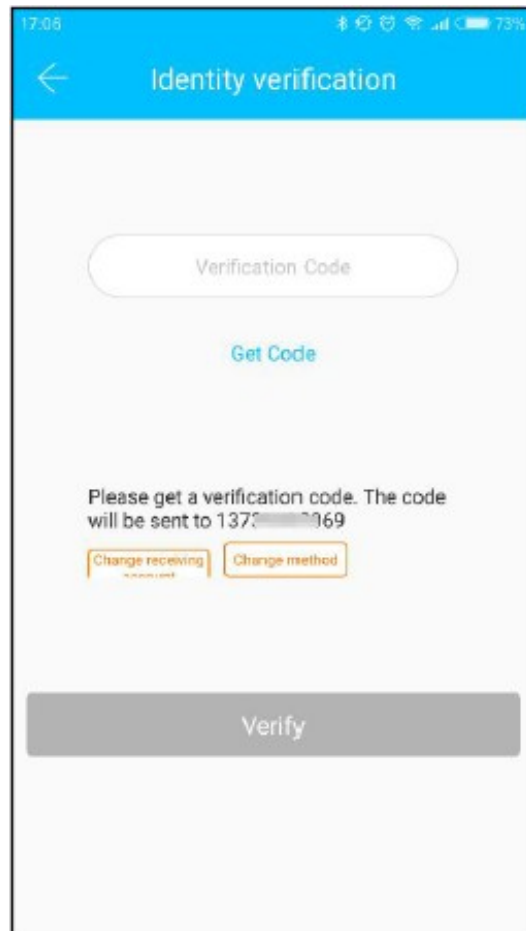 17:06 73%
Identity verification
Verification Code
Get Code
Please get a verification code. The code
will be sent to 137 069
Change receiving
account
Change method
Verify